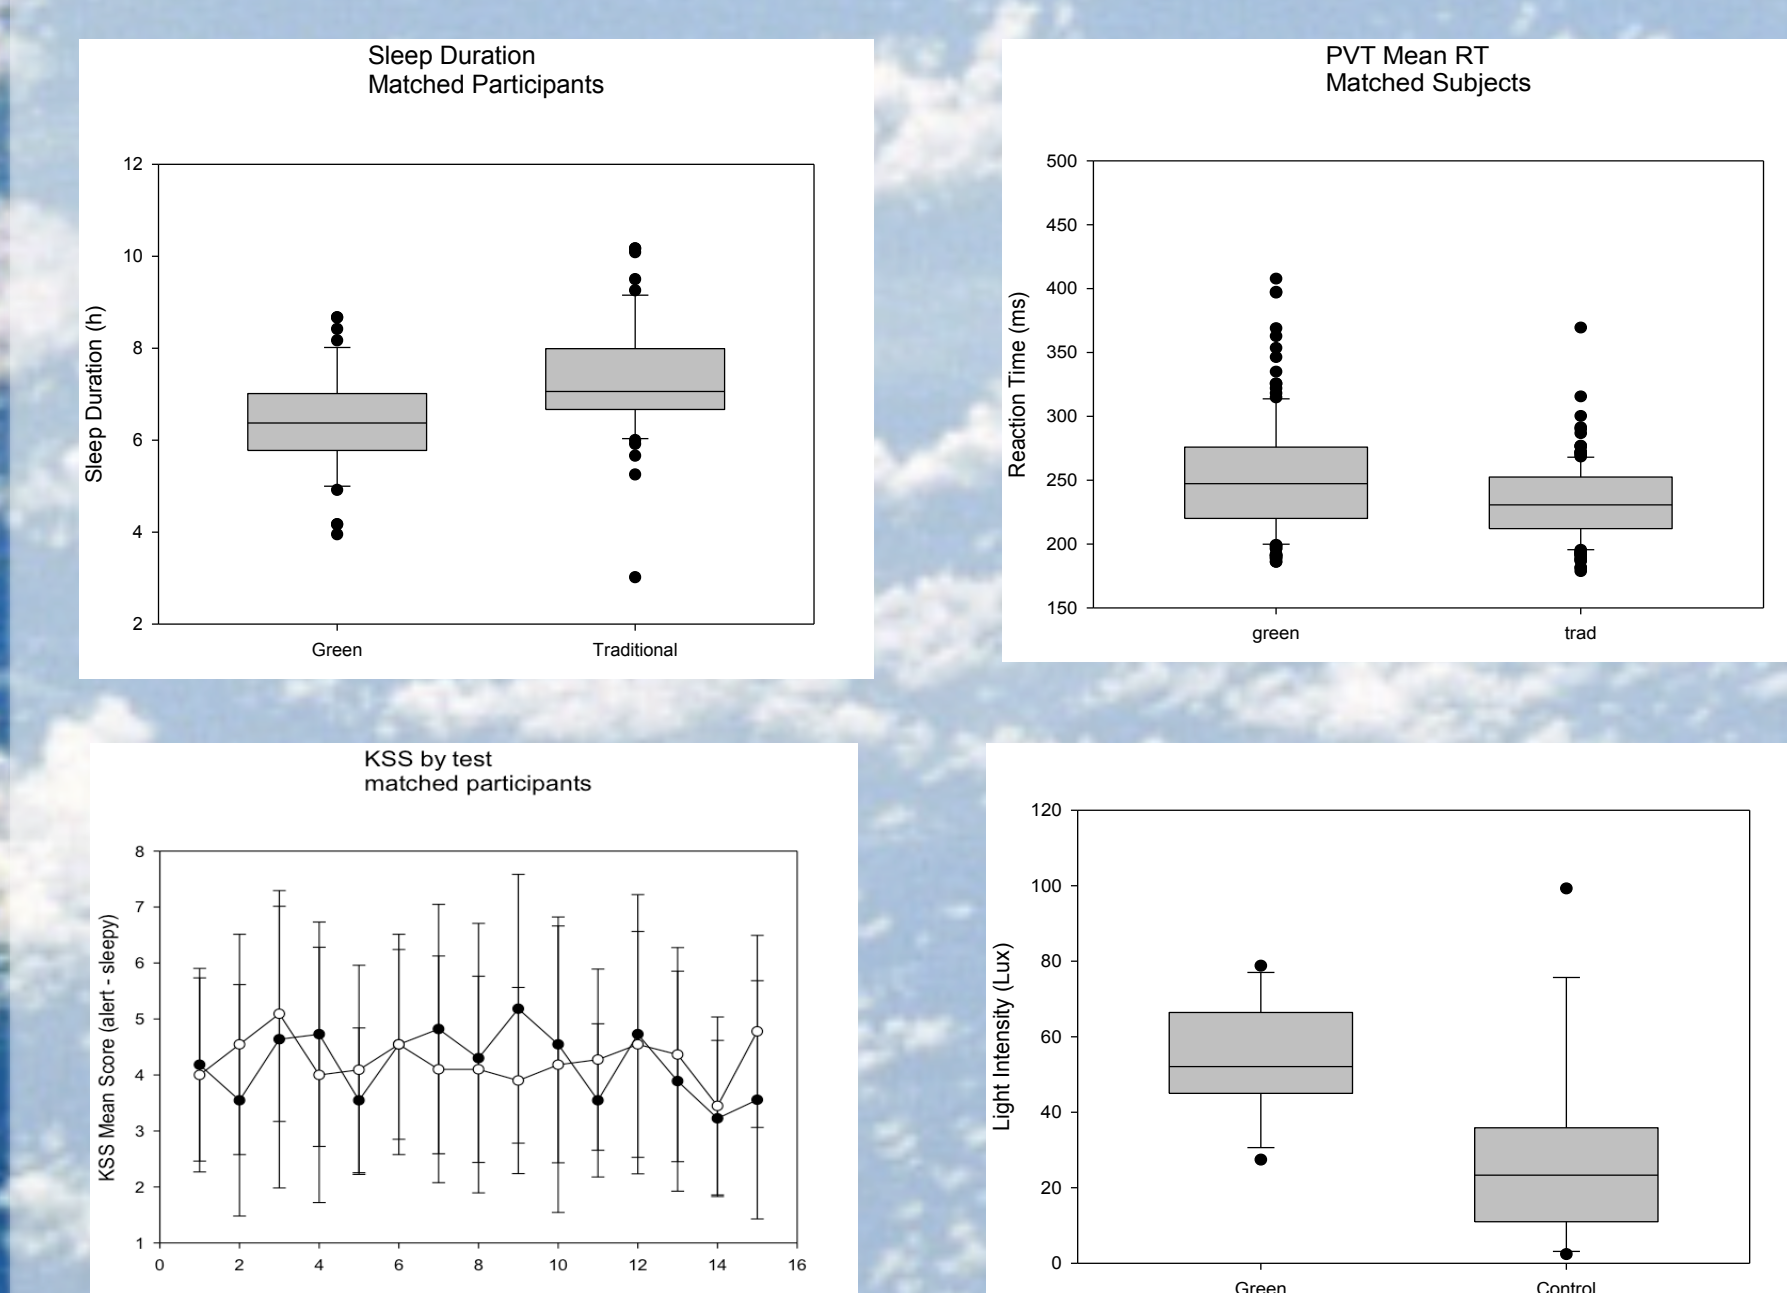 Sleep Duration
Matched Participants
12
10
8
6
4
2
Sleep Duration (h)
Green Traditional
PVT Mean RT
Matched Subjects
500
450
400
350
300
250
200
150
Reaction Time (ms)
green trad
KSS by test
matched participants
8
7
6
5
4
3
2
1
KSS Mean Score (alert - sleepy)
0 2 4 6 8 10 12 14 16
120
100
80
60
40
20
0
Light Intensity (Lux)
Green Control